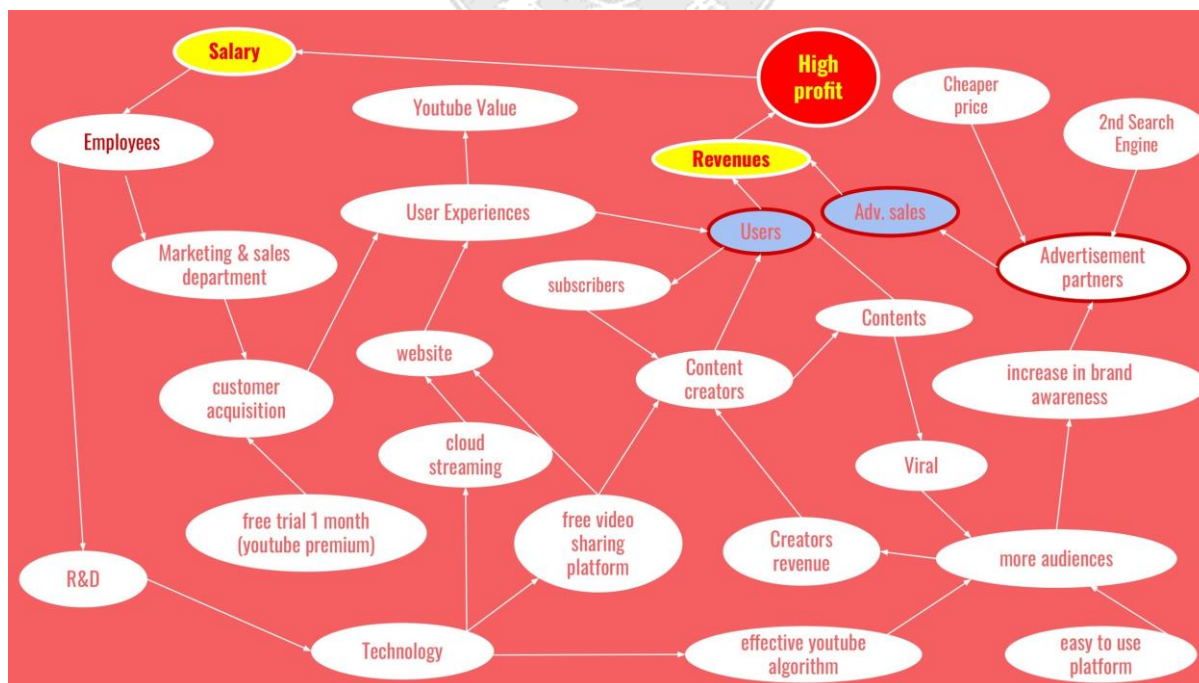 Salary
High
profit
Cheaper
price
Youtube Value
2nd Search
Engine
Employees
Revenues
User Experiences
Adv. sales
Users
Marketing & sales
department
Advertisement
partners
subscribers
Contents
website
customer
acquisition
Content
creators
increase in brand
awareness
cloud
streaming
Viral
free trial 1 month
(youtube premium)
free video
sharing
platform
Creators
revenue
more audiences
R&D
Technology
effective youtube
algorithm
easy to use
platform